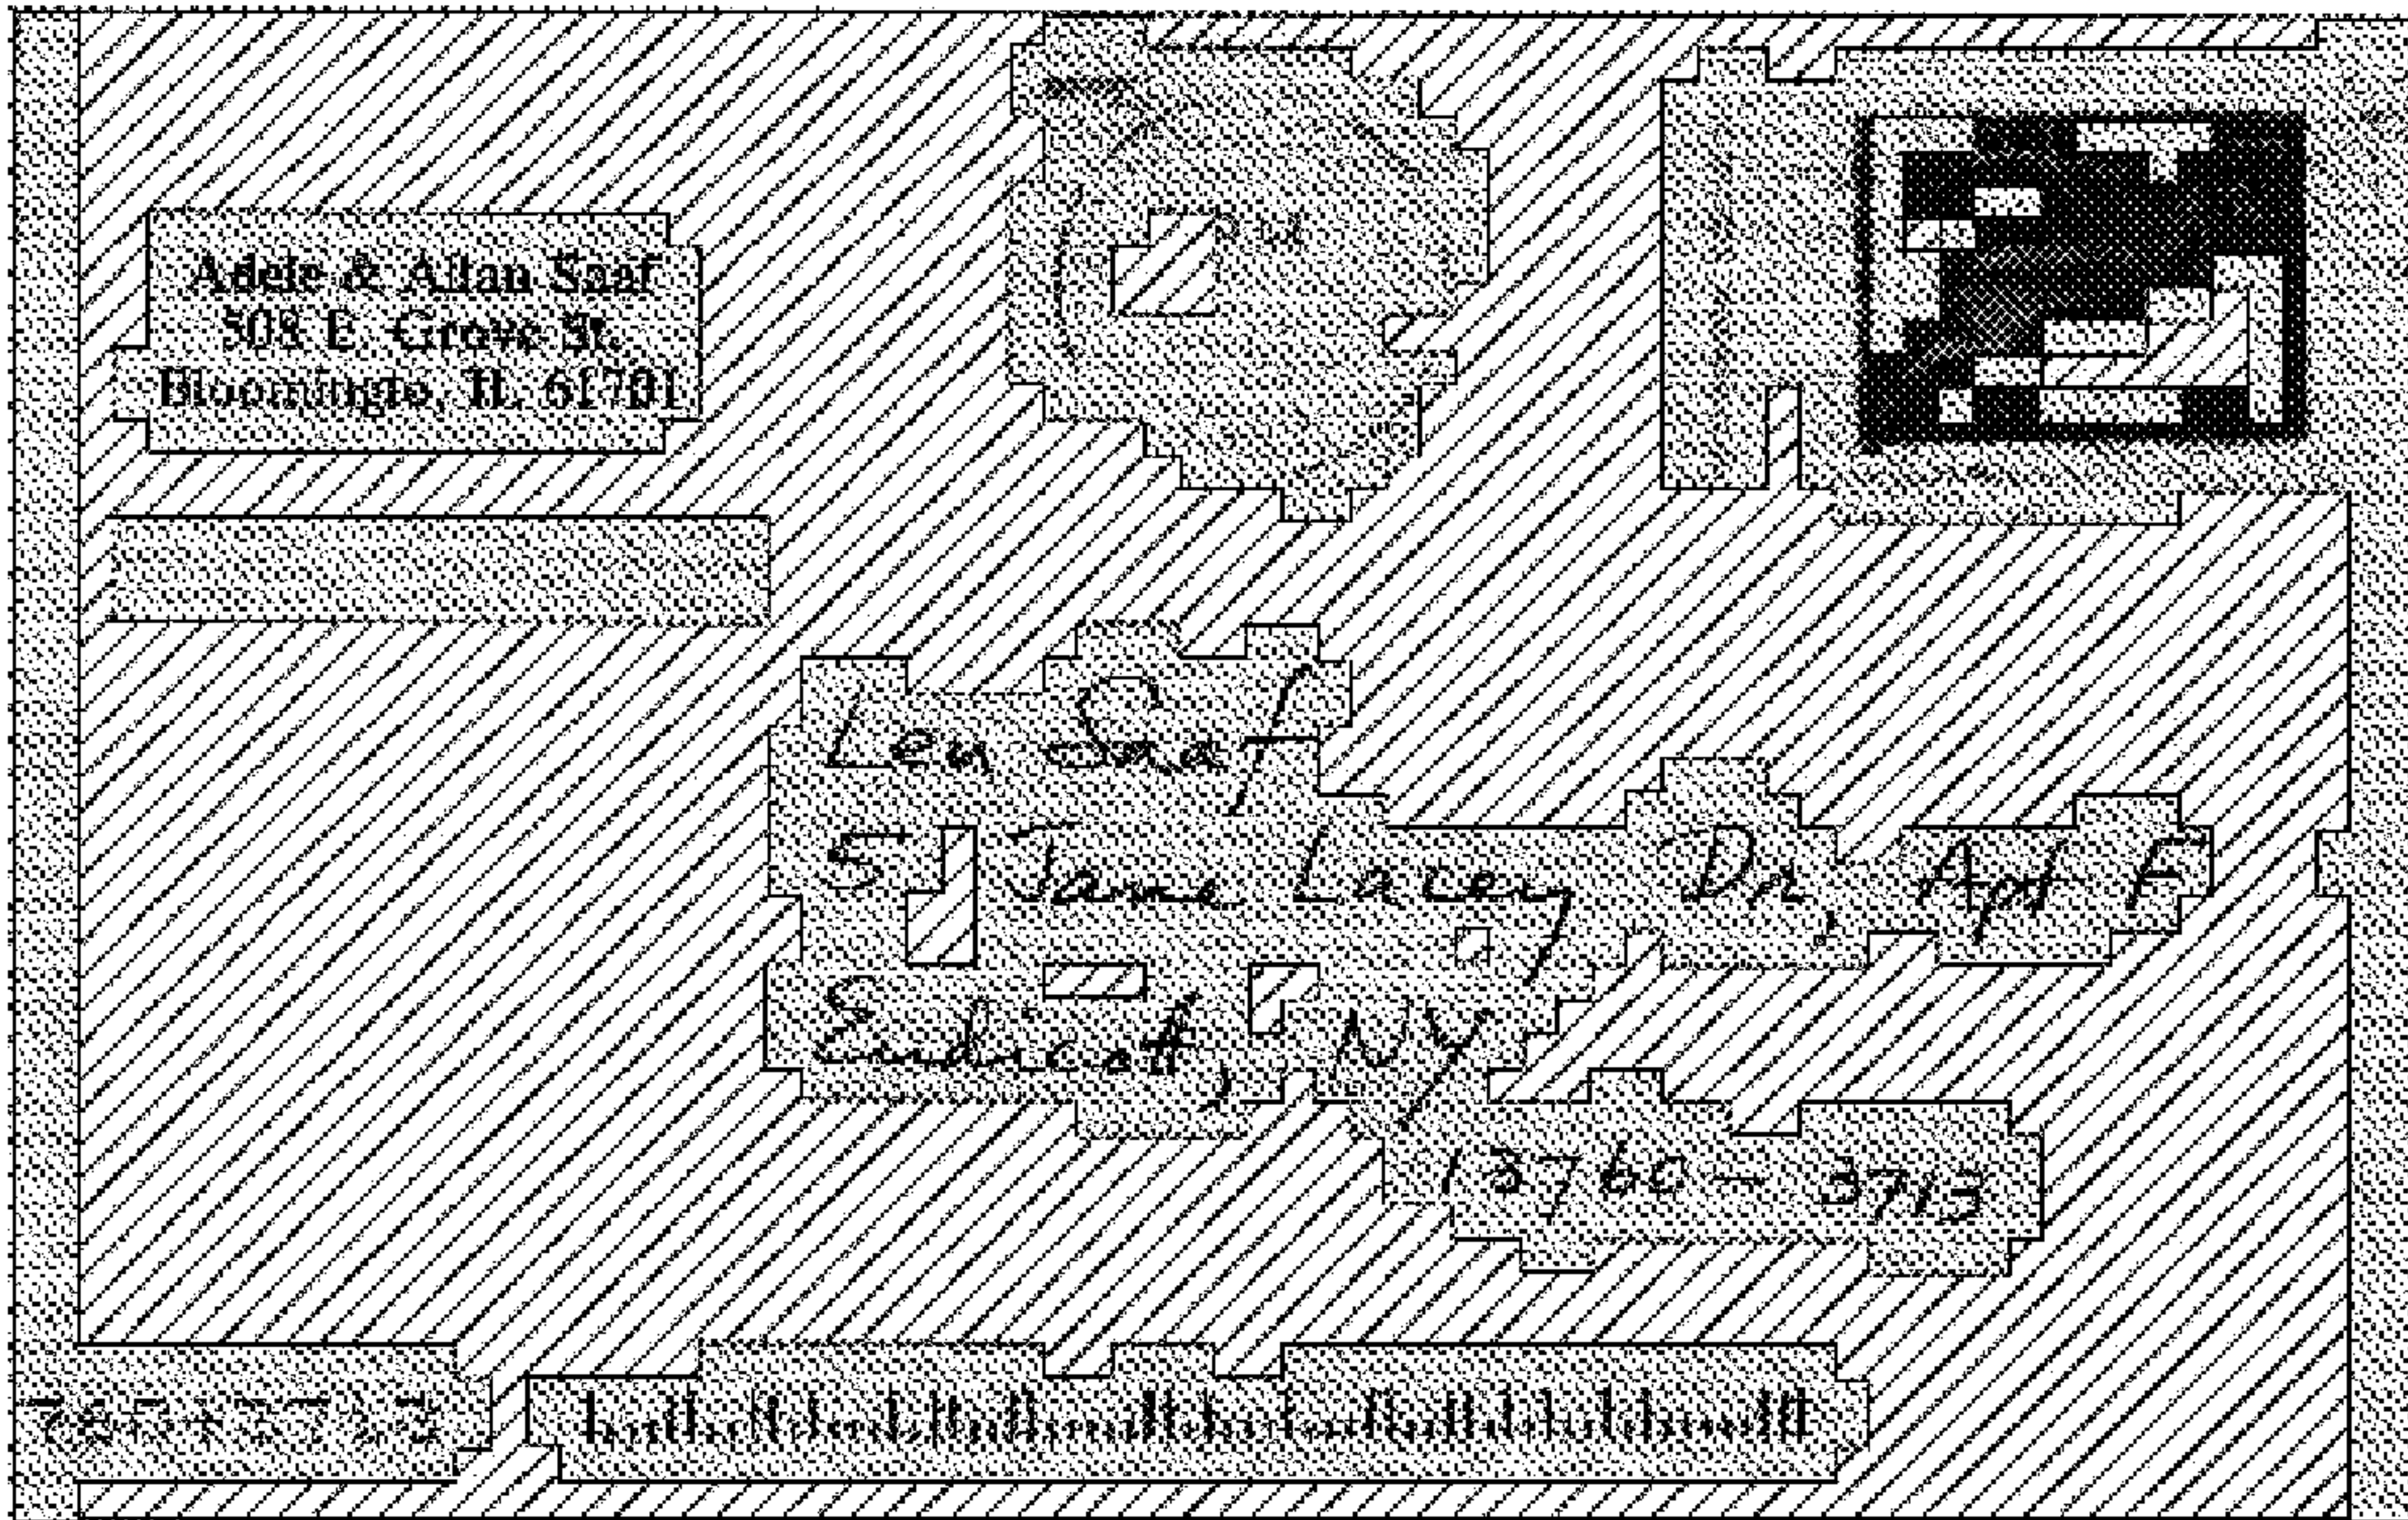 Adele & Allan Saaf
508 E. Grove St.
Bloomingto, IL 61701
Len Saaf
5 Jane Lacey Dr, Apt F
Endicott, NY
13760-3713